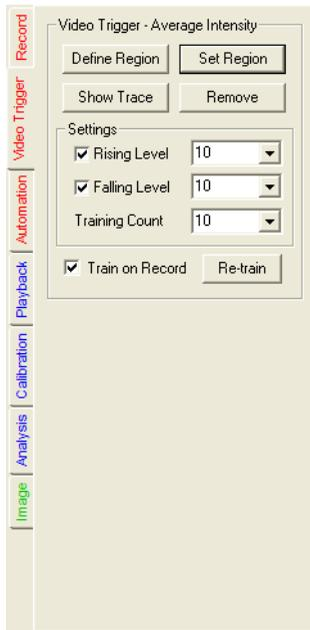 Record
Video Trigger
Automation
Playback
Calibration
Analysis
Image
Video Trigger - Average Intensity
Define Region
Set Region
Show Trace
Remove
Settings
Rising Level 10
Falling Level 10
Training Count 10
Train on Record
Re-train